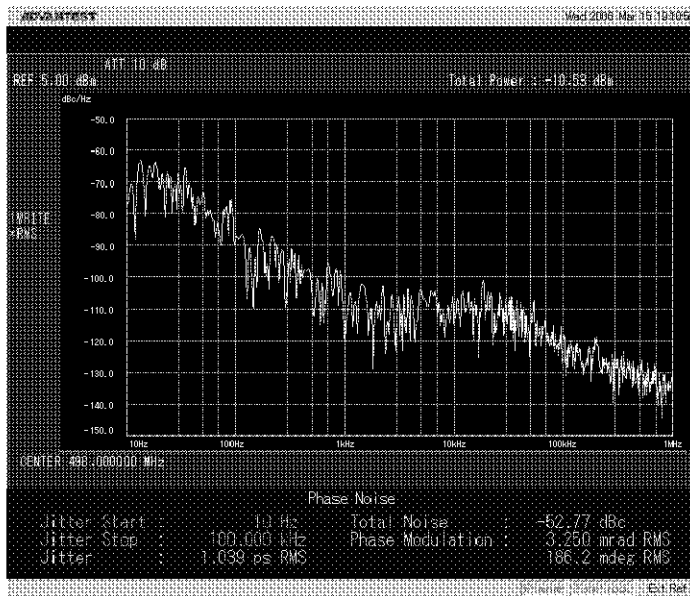 ADVANTEST
Wed 2006 Mar 15 19:10:5
ATT 10 dB
REF 5.00 dBm
Total Power : -10.53 dBm
dBc/Hz
-50.0
-60.0
-70.0
-80.0
-90.0
-100.0
-110.0
-120.0
-130.0
-140.0
-150.0
*RMS
10Hz 100Hz 1kHz 10kHz 100kHz 1MHz
CENTER 498.000000 MHz
Phase Noise
Jitter Start : 10 Hz Total Noise : -52.77 dBc
Jitter Stop : 100.000 kHz Phase Modulation : 3.250 mrad RMS
Jitter : 1.039 ps RMS 186.2 mdeg RMS
Ext Ref